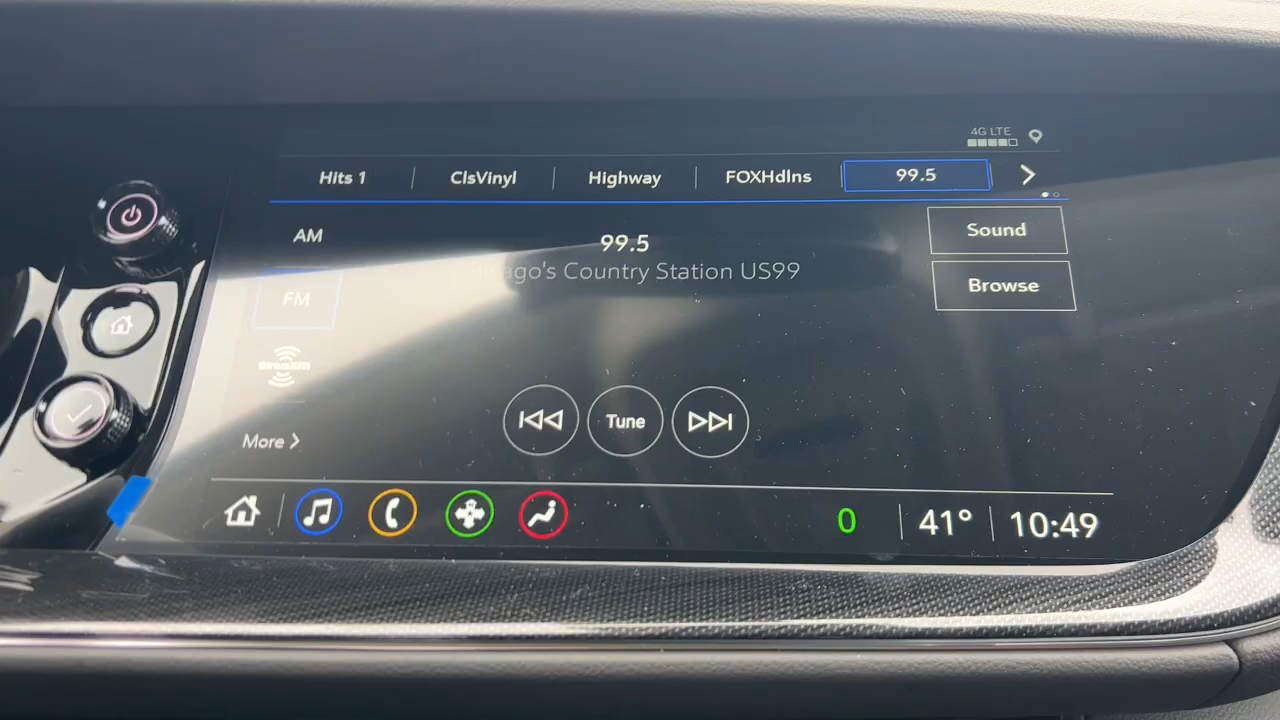 4G LTE
Hits 1
ClsVinyl
Highway
FOXHdlns
99.5
AM
99.5
Sound
Country Station US99
FM
Browse
SiriusXM
Tune
More
0
41°
10:49